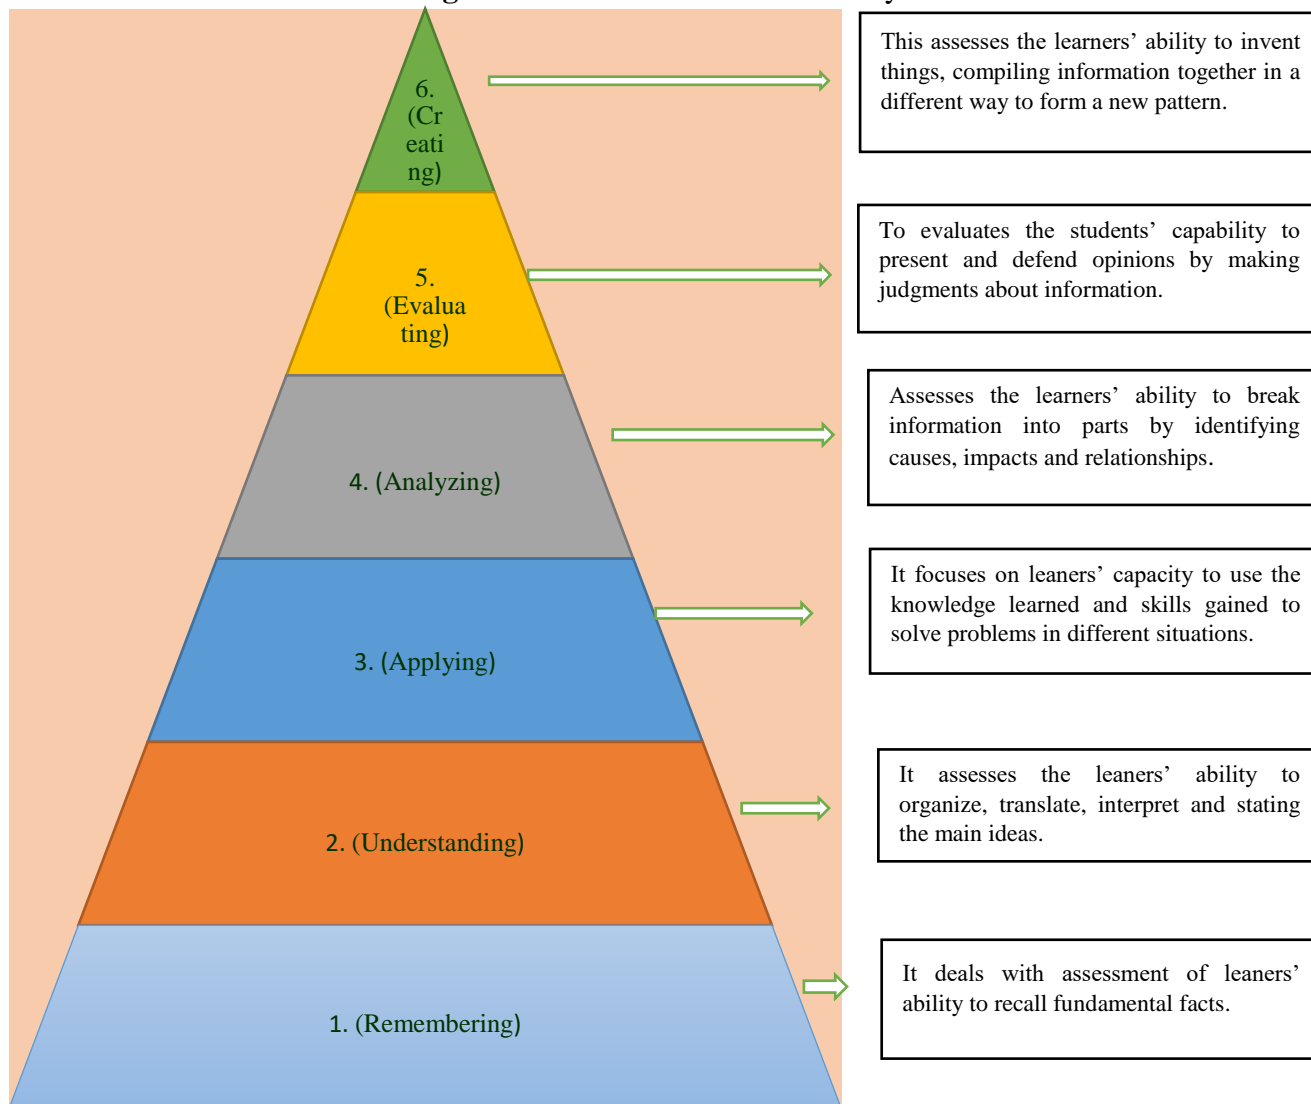 6.
(Cr
eati
ng)
This assesses the learners’ ability to invent
things, compiling information together in a
different way to form a new pattern.
5.
(Evalua
ting)
To evaluates the students’ capability to
present and defend opinions by making
judgments about information.
4. (Analyzing)
Assesses the learners’ ability to break
information into parts by identifying
causes, impacts and relationships.
3. (Applying)
It focuses on leaners’ capacity to use the
knowledge learned and skills gained to
solve problems in different situations.
2. (Understanding)
It assesses the leaners’ ability to
organize, translate, interpret and stating
the main ideas.
1. (Remembering)
It deals with assessment of leaners’
ability to recall fundamental facts.